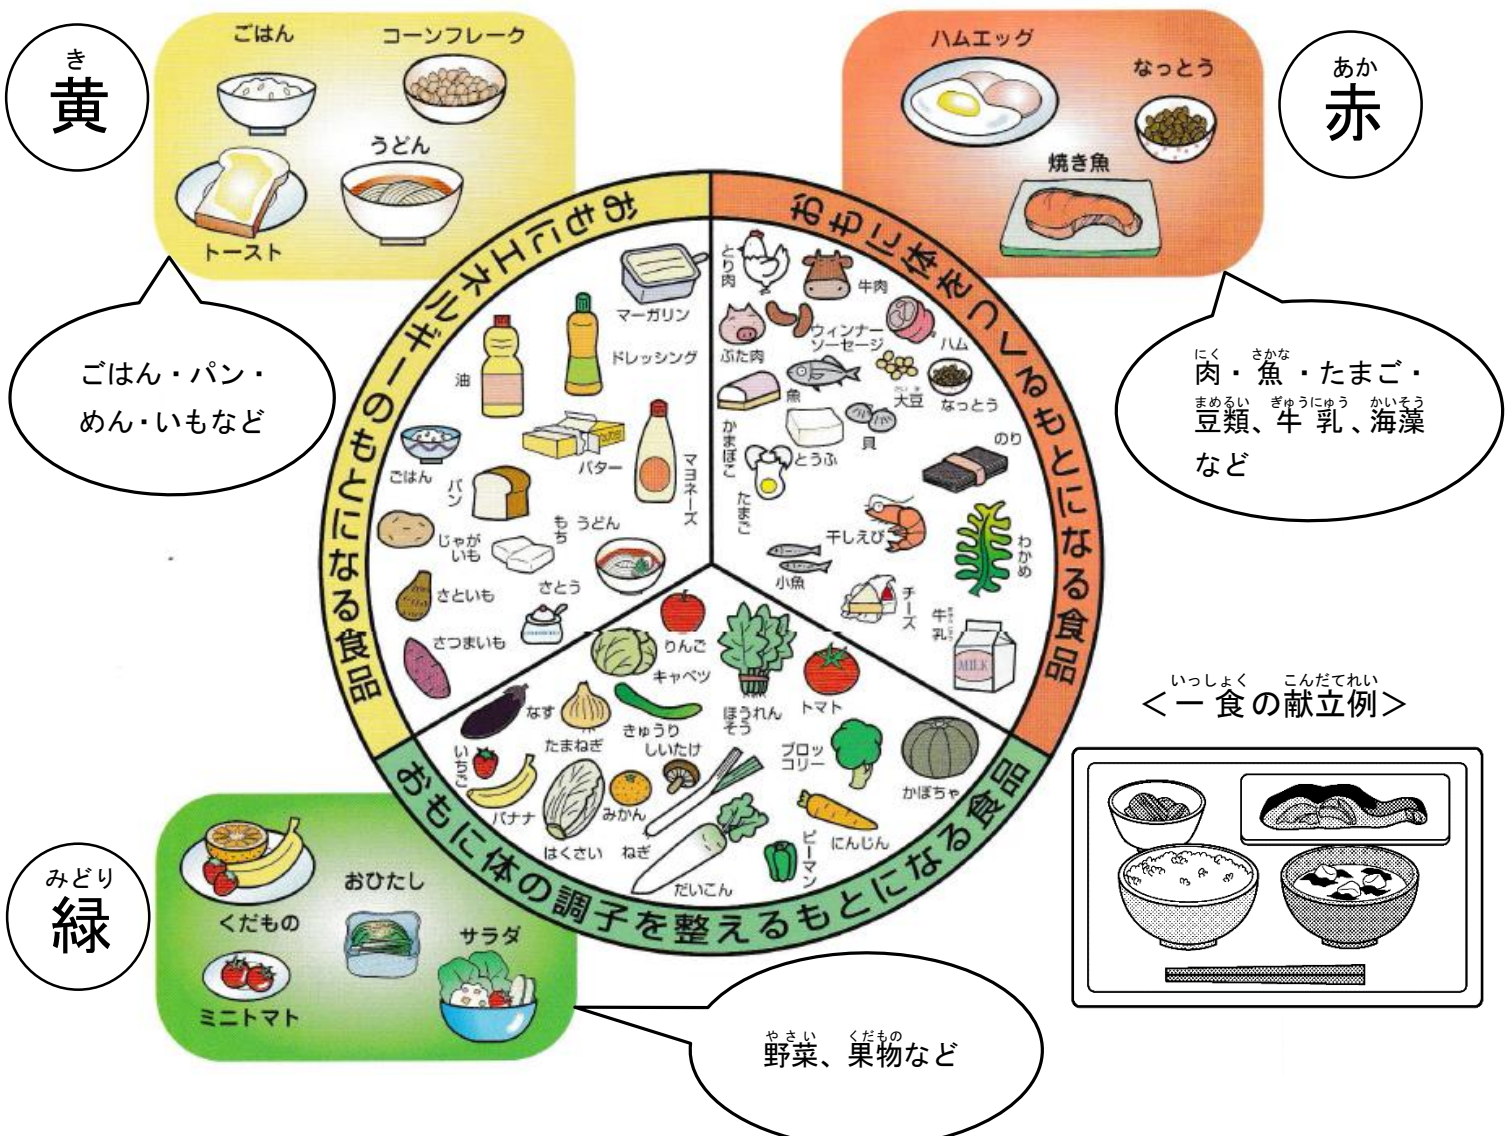 き
黄
ごはん
コーンフレーク
うどん
トースト
ごはん・パン・
めん・いもなど
ハムエッグ
なっとう
焼き魚
あか
赤
にく さかな
肉・魚・たまご・
まめるい ぎゅうにゅう かいそう
豆類、牛乳、海藻
など
おもにエネルギーのもとになる食品
マーガリン
ドレッシング
油
バター
マヨネーズ
ごはん
パン
じゃが
いも
もち
うどん
さといも
さとう
さつまいも
おもに体をつくるもとになる食品
とり肉
牛肉
ぶた肉
ウィンナー
ソーセージ
ハム
魚
だいず
大豆
なっとう
かまぼこ
とうふ
貝
のり
たまご
干しえび
わかめ
小魚
チーズ
牛乳
MILK
おもに体の調子を整えるもとになる食品
りんご
キャベツ
ほうれん
そう
トマト
なす
たまねぎ
きゅうり
しいたけ
ブロッ
コリー
かぼちゃ
いちご
バナナ
はくさい
みかん
ねぎ
だいこん
ピーマン
にんじん
みどり
緑
くだもの
おひたし
サラダ
ミニトマト
やさい くだもの
野菜、果物など
いっしょく こんだてれい
＜一食の献立例＞